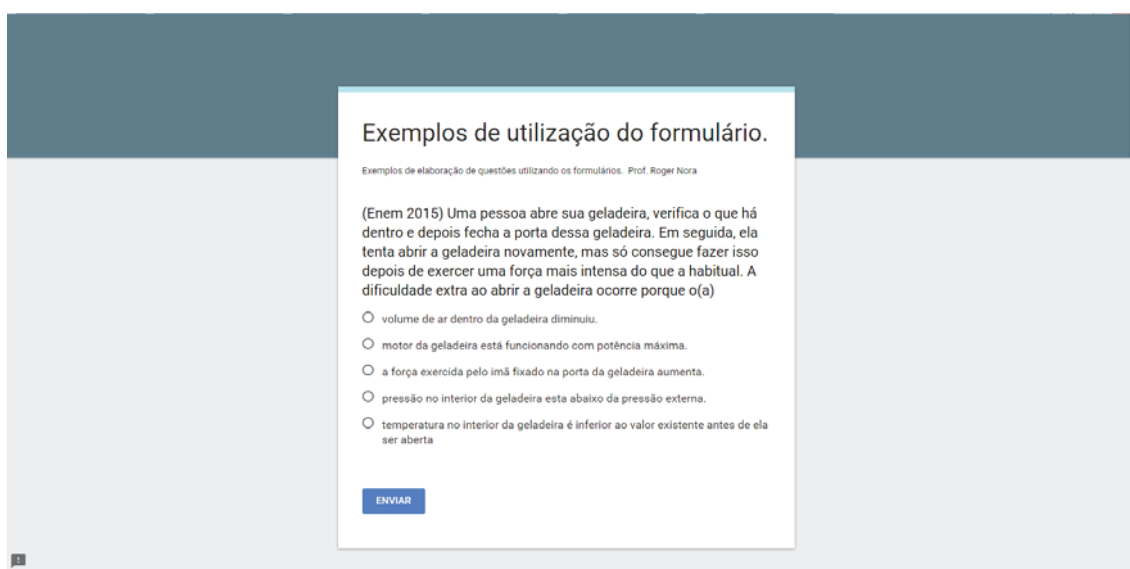 Exemplos de utilização do formulário.
Exemplos de elaboração de questões utilizando os formulários. Prof. Roger Nora
(Enem 2015) Uma pessoa abre sua geladeira, verifica o que há
dentro e depois fecha a porta dessa geladeira. Em seguida, ela
tenta abrir a geladeira novamente, mas só consegue fazer isso
depois de exercer uma força mais intensa do que a habitual. A
dificuldade extra ao abrir a geladeira ocorre porque o(a)
volume de ar dentro da geladeira diminuiu.
motor da geladeira está funcionando com potência máxima.
a força exercida pelo imã fixado na porta da geladeira aumenta.
pressão no interior da geladeira esta abaixo da pressão externa.
temperatura no interior da geladeira é inferior ao valor existente antes de ela
ser aberta
ENVIAR